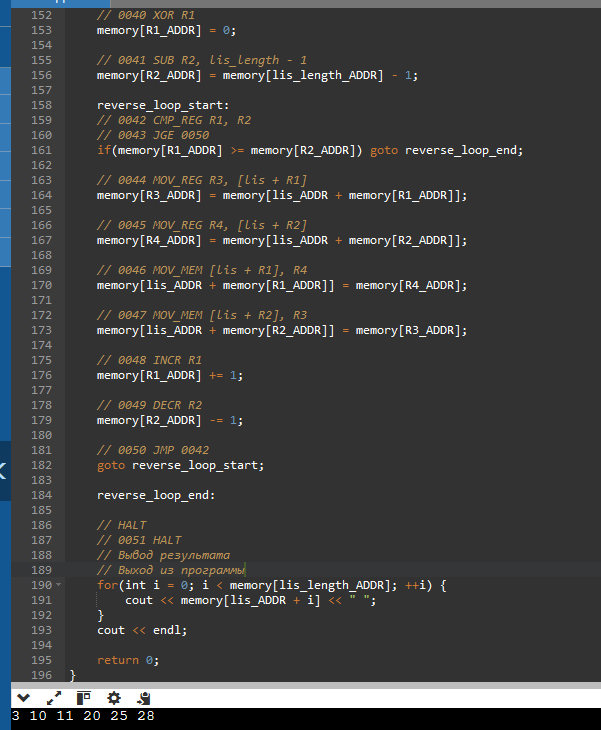 152 // 0040 XOR R1
153 memory[R1_ADDR] = 0;
154
155 // 0041 SUB R2, lis_length - 1
156 memory[R2_ADDR] = memory[lis_length_ADDR] - 1;
157
158 reverse_loop_start:
159 // 0042 CMP_REG R1, R2
160 // 0043 JGE 0050
161 if(memory[R1_ADDR] >= memory[R2_ADDR]) goto reverse_loop_end;
162
163 // 0044 MOV_REG R3, [lis + R1]
164 memory[R3_ADDR] = memory[lis_ADDR + memory[R1_ADDR]];
165
166 // 0045 MOV_REG R4, [lis + R2]
167 memory[R4_ADDR] = memory[lis_ADDR + memory[R2_ADDR]];
168
169 // 0046 MOV_MEM [lis + R1], R4
170 memory[lis_ADDR + memory[R1_ADDR]] = memory[R4_ADDR];
171
172 // 0047 MOV_MEM [lis + R2], R3
173 memory[lis_ADDR + memory[R2_ADDR]] = memory[R3_ADDR];
174
175 // 0048 INCR R1
176 memory[R1_ADDR] += 1;
177
178 // 0049 DECR R2
179 memory[R2_ADDR] -= 1;
180
181 // 0050 JMP 0042
182 goto reverse_loop_start;
183
184 reverse_loop_end:
185
186 // HALT
187 // 0051 HALT
188 // Вывод результата
189 // Выход из программы
190 for(int i = 0; i < memory[lis_length_ADDR]; ++i) {
191 cout << memory[lis_ADDR + i] << " ";
192 }
193 cout << endl;
194
195 return 0;
196 }
3 10 11 20 25 28